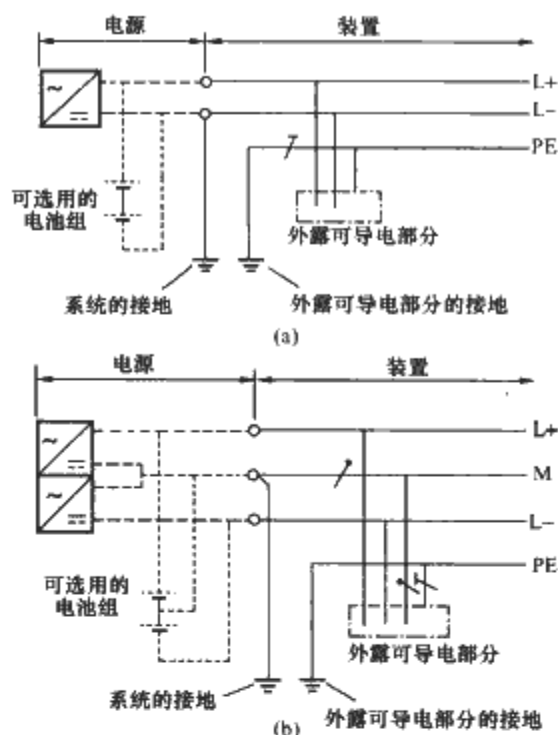 电源
装置
~
L+
L-
PE
可选用的
电池组
外露可导电部分
系统的接地
外露可导电部分的接地
(a)
电源
装置
~
~
L+
M
L-
PE
可选用的
电池组
外露可导电部分
系统的接地
外露可导电部分的接地
(b)